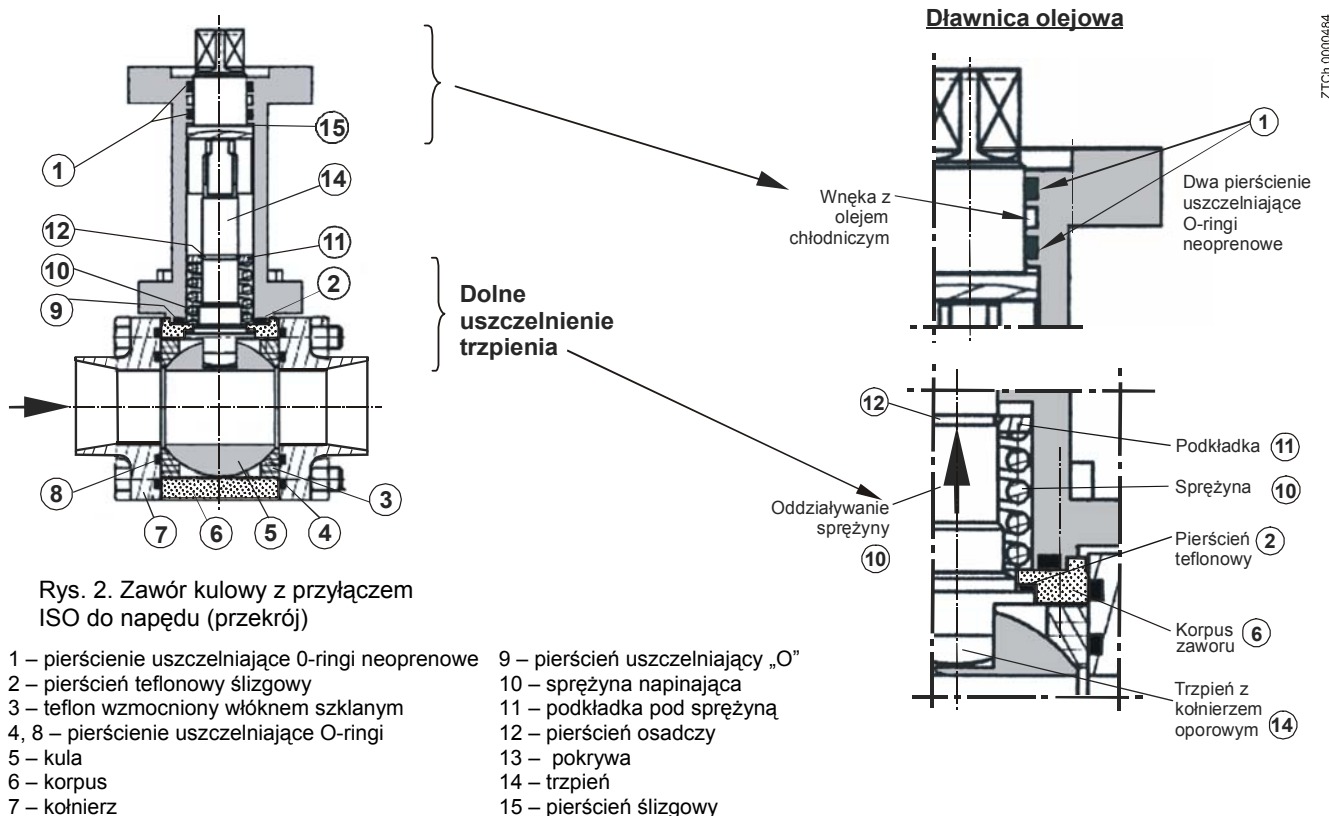 Dławnica olejowa
ZTCh 0000484
1
15
14
12
11
10
2
9
8
7
6
5
4
3
Dolne
uszczelnienie
trzpienia
1
Wnęka z
olejem
chłodniczym
Dwa pierścienie
uszczelniające
O-ringi
neoprenowe
12
Oddziaływanie
sprężyny
10
Podkładka 11
Sprężyna 10
Pierścień 2
teflonowy
Korpus 6
zaworu
Trzpień z
kołnierzem
oporowym 14
Rys. 2. Zawór kulowy z przyłączem
ISO do napędu (przekrój)
1 – pierścienie uszczelniające 0-ringi neoprenowe
2 – pierścień teflonowy ślizgowy
3 – teflon wzmocniony włóknem szklanym
4, 8 – pierścienie uszczelniające O-ringi
5 – kula
6 – korpus
7 – kołnierz
9 – pierścień uszczelniający „O”
10 – sprężyna napinająca
11 – podkładka pod sprężyną
12 – pierścień osadczy
13 – pokrywa
14 – trzpień
15 – pierścień ślizgowy